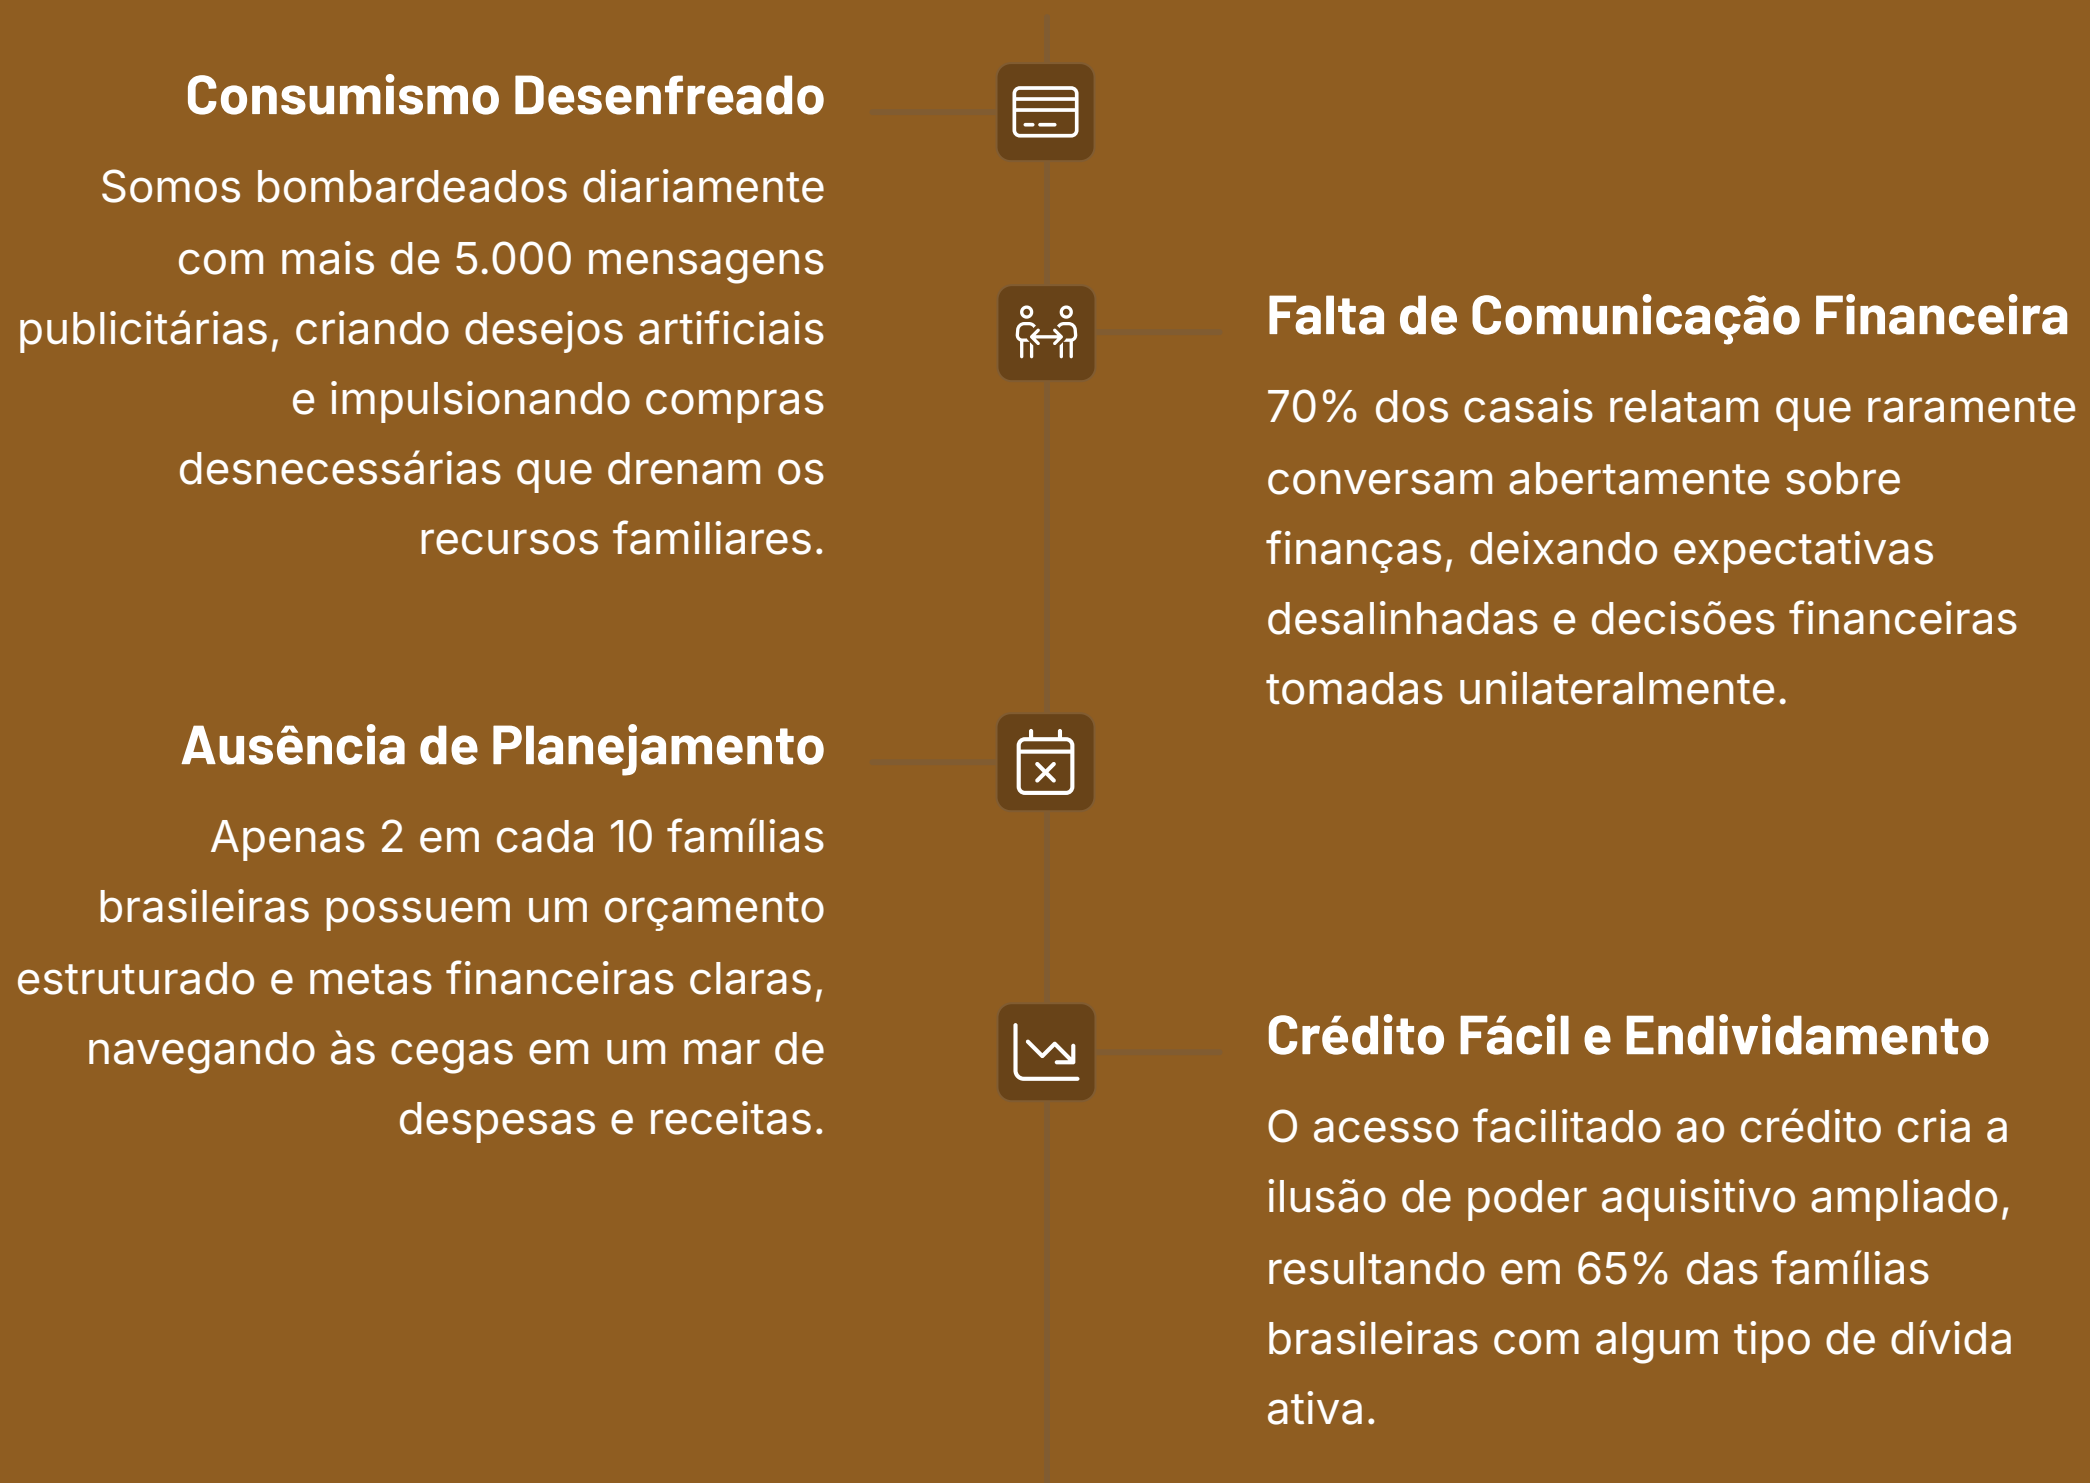 Consumismo Desenfreado
Somos bombardeados diariamente
com mais de 5.000 mensagens
publicitárias, criando desejos artificiais
e impulsionando compras
desnecessárias que drenam os
recursos familiares.
Falta de Comunicação Financeira
70% dos casais relatam que raramente
conversam abertamente sobre
finanças, deixando expectativas
desalinhadas e decisões financeiras
tomadas unilateralmente.
Ausência de Planejamento
Apenas 2 em cada 10 famílias
brasileiras possuem um orçamento
estruturado e metas financeiras claras,
navegando às cegas em um mar de
despesas e receitas.
Crédito Fácil e Endividamento
O acesso facilitado ao crédito cria a
ilusão de poder aquisitivo ampliado,
resultando em 65% das famílias
brasileiras com algum tipo de dívida
ativa.